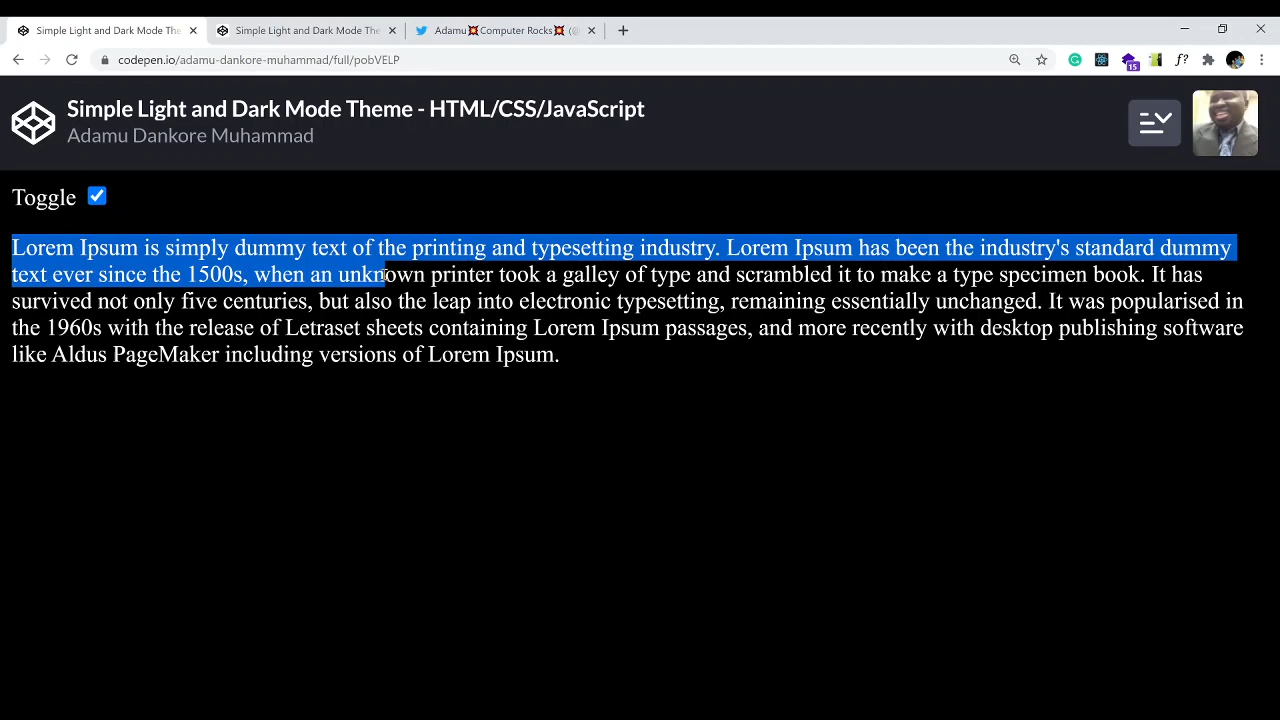 Simple Light and Dark Mode The
Simple Light and Dark Mode The
Adamu💥Computer Rocks💥 (@
codepen.io/adamu-dankore-muhammad/full/pobVELP
15
f?
Simple Light and Dark Mode Theme - HTML/CSS/JavaScript
Adamu Dankore Muhammad
Toggle
Lorem Ipsum is simply dummy text of the printing and typesetting industry. Lorem Ipsum has been the industry's standard dummy
text ever since the 1500s, when an unknown printer took a galley of type and scrambled it to make a type specimen book. It has
survived not only five centuries, but also the leap into electronic typesetting, remaining essentially unchanged. It was popularised in
the 1960s with the release of Letraset sheets containing Lorem Ipsum passages, and more recently with desktop publishing software
like Aldus PageMaker including versions of Lorem Ipsum.